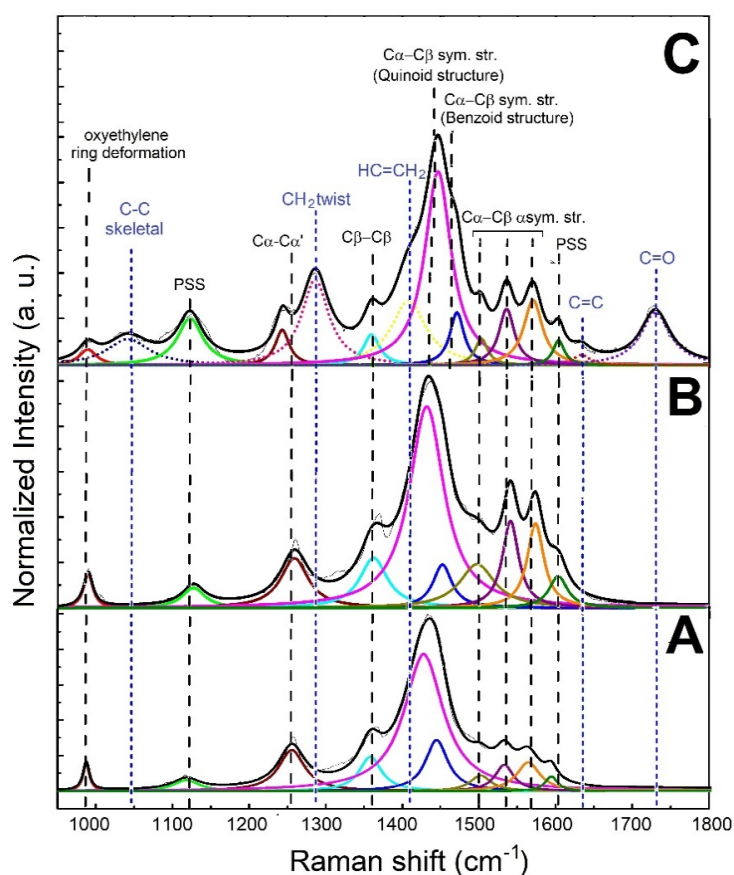 C
Cα–Cβ sym. str.
(Quinoid structure)
Cα–Cβ sym. str.
(Benzoid structure)
oxyethylene
ring deformation
HC=CH₂
C-C
skeletal
CH₂twist
Cα-Cα'
Cβ–Cβ
Cα–Cβ αsym. str.
PSS
PSS
C=C
C=O
B
A
Normalized Intensity (a. u.)
1000 1100 1200 1300 1400 1500 1600 1700 1800
Raman shift (cm⁻¹)